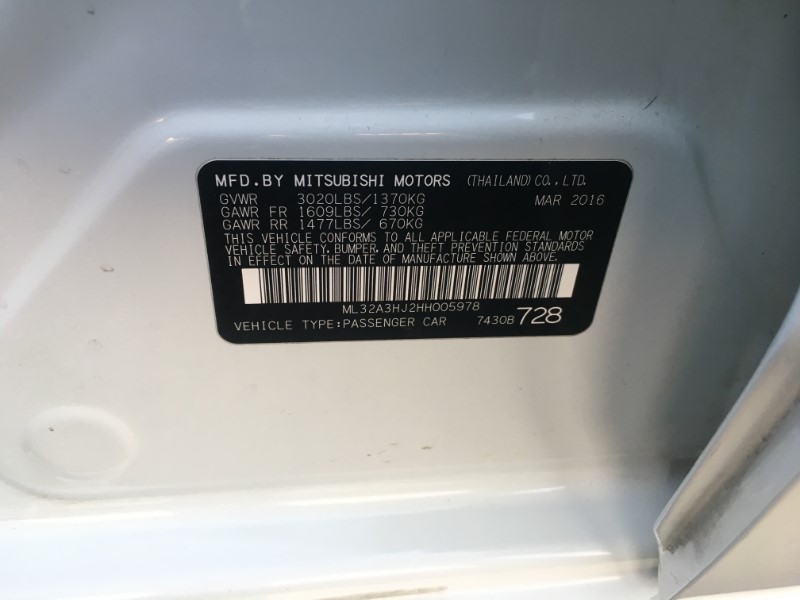 MFD.BY MITSUBISHI MOTORS (THAILAND)CO.,LTD.
GVWR 3020LBS/1370KG MAR 2016
GAWR FR 1609LBS/ 730KG
GAWR RR 1477LBS/ 670KG
THIS VEHICLE CONFORMS TO ALL APPLICABLE FEDERAL MOTOR
VEHICLE SAFETY, BUMPER, AND THEFT PREVENTION STANDARDS
IN EFFECT ON THE DATE OF MANUFACTURE SHOWN ABOVE.
ML32A3HJ2HH005978
VEHICLE TYPE:PASSENGER CAR 7430B 728